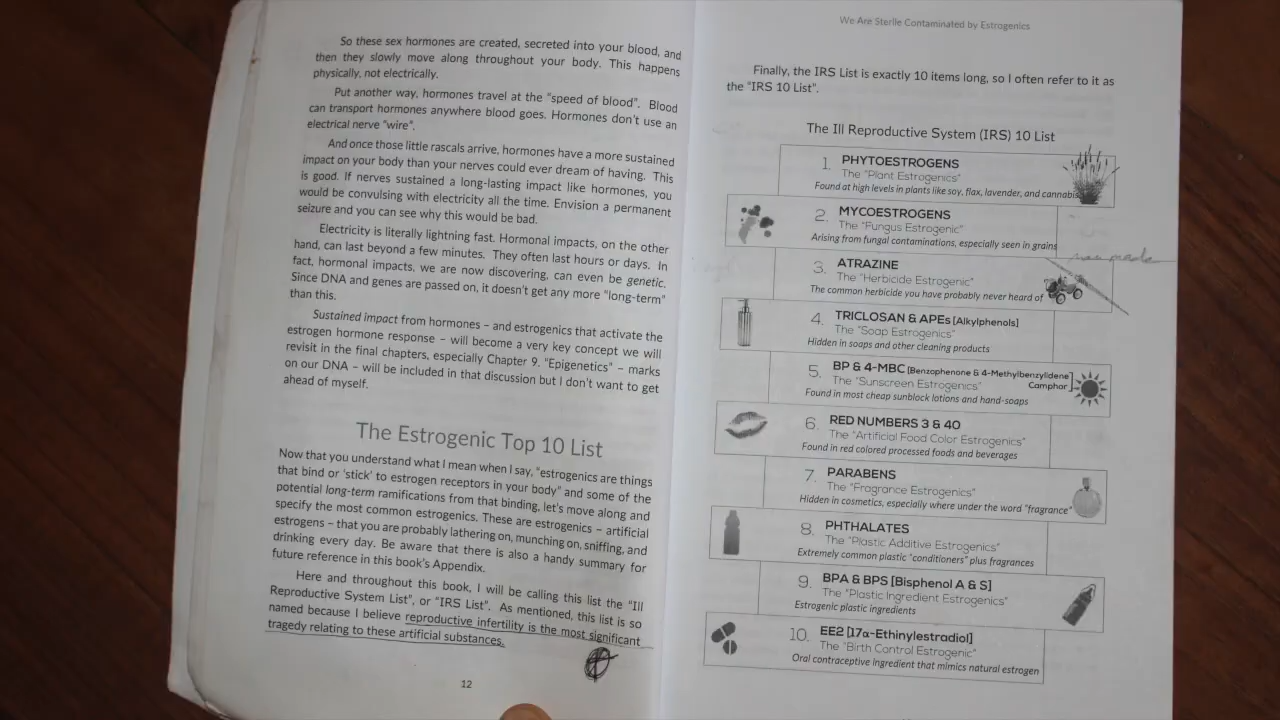 So these sex hormones are created, secreted into your blood, and
then they slowly move along throughout your body. This happens
physically, not electrically.
Put another way, hormones travel at the "speed of blood". Blood
can transport hormones anywhere blood goes. Hormones don't use an
electrical nerve "wire".
And once those little rascals arrive, hormones have a more sustained
impact on your body than your nerves could ever dream of having. This
is good. If nerves sustained a long-lasting impact like hormones, you
would be convulsing with electricity all the time. Envision a permanent
seizure and you can see why this would be bad.
Electricity is literally lightning fast. Hormonal impacts, on the other
hand, can last beyond a few minutes. They often last hours or days. In
fact, hormonal impacts, we are now discovering, can even be genetic.
Since DNA and genes are passed on, it doesn't get any more "long-term"
than this.
Sustained impact from hormones – and estrogenics that activate the
estrogen hormone response – will become a very key concept we will
revisit in the final chapters, especially Chapter 9. "Epigenetics" – marks
on our DNA – will be included in that discussion but I don't want to get
ahead of myself.
The Estrogenic Top 10 List
Now that you understand what I mean when I say, "estrogenics are things
that bind or 'stick' to estrogen receptors in your body" and some of the
potential long-term ramifications from that binding, let's move along and
specify the most common estrogenics. These are estrogenics – artificial
estrogens – that you are probably lathering on, munching on, sniffing, and
drinking every day. Be aware that there is also a handy summary for
future reference in this book's Appendix.
Here and throughout this book, I will be calling this list the "Ill
Reproductive System List", or "IRS List". As mentioned, this list is so
named because I believe reproductive infertility is the most significant
tragedy relating to these artificial substances.
12
We Are Sterile Contaminated by Estrogenics
Finally, the IRS List is exactly 10 items long, so I often refer to it as
the "IRS 10 List".
The Ill Reproductive System (IRS) 10 List
1. PHYTOESTROGENS
The "Plant Estrogenics"
Found at high levels in plants like soy, flax, lavender, and cannabis
2. MYCOESTROGENS
The "Fungus Estrogenic"
Arising from fungal contaminations, especially seen in grains
man made
3. ATRAZINE
The "Herbicide Estrogenic"
The common herbicide you have probably never heard of
4. TRICLOSAN & APEs [Alkylphenols]
The "Soap Estrogenics"
Hidden in soaps and other cleaning products
5. BP & 4-MBC [Benzophenone & 4-Methylbenzylidene
Camphor]
The "Sunscreen Estrogenics"
Found in most cheap sunblock lotions and hand-soaps
6. RED NUMBERS 3 & 40
The "Artificial Food Color Estrogenics"
Found in red colored processed foods and beverages
7. PARABENS
The "Fragrance Estrogenics"
Hidden in cosmetics, especially where under the word "fragrance"
8. PHTHALATES
The "Plastic Additive Estrogenics"
Extremely common plastic "conditioners" plus fragrances
9. BPA & BPS [Bisphenol A & S]
The "Plastic Ingredient Estrogenics"
Estrogenic plastic ingredients
10. EE2 [17α-Ethinylestradiol]
The "Birth Control Estrogenic"
Oral contraceptive ingredient that mimics natural estrogen